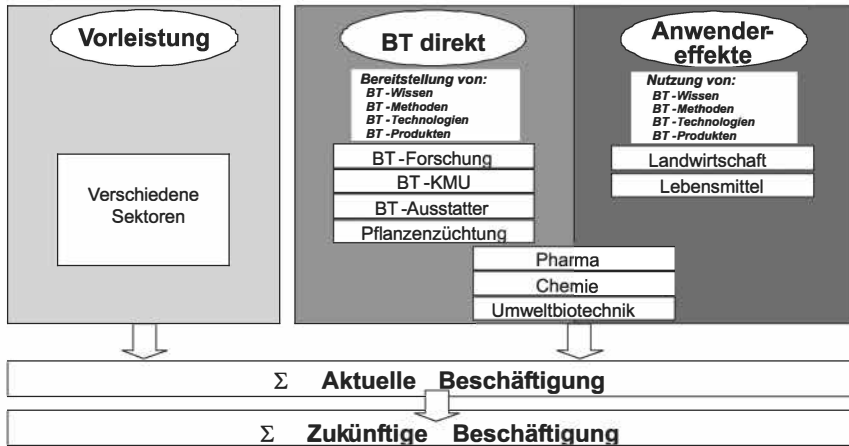 Vorleistung
Verschiedene
Sektoren
BT direkt
Bereitstellung von:
BT-Wissen
BT-Methoden
BT-Technologien
BT-Produkten
BT-Forschung
BT-KMU
BT-Ausstatter
Pflanzenzüchtung
Anwender-
effekte
Nutzung von:
BT-Wissen
BT-Methoden
BT-Technologien
BT-Produkten
Landwirtschaft
Lebensmittel
Pharma
Chemie
Umweltbiotechnik
Σ Aktuelle Beschäftigung
Σ Zukünftige Beschäftigung